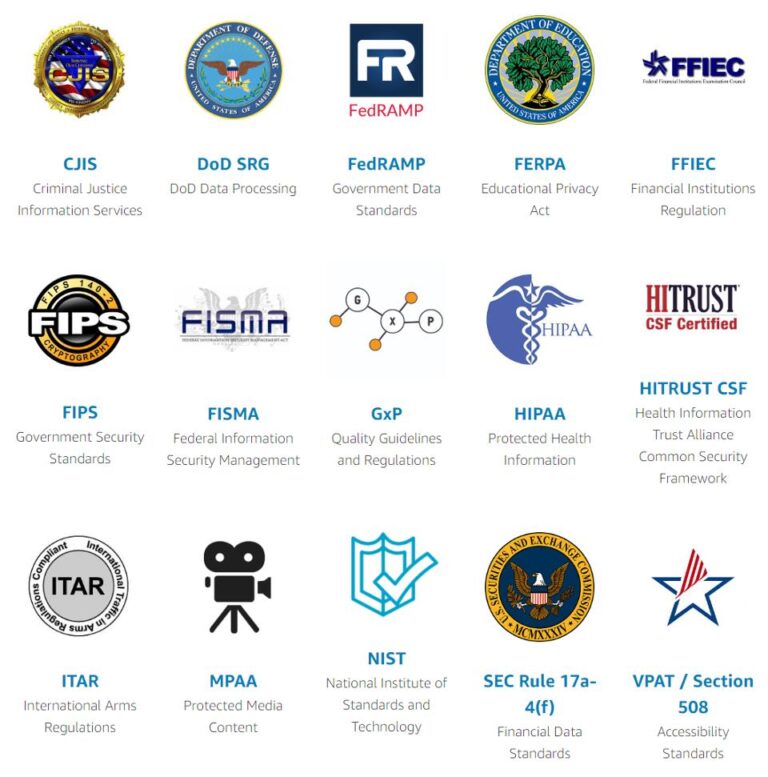 CJIS
DEPARTMENT OF DEFENSE
UNITED STATES OF AMERICA
FR
FedRAMP
DEPARTMENT OF EDUCATION
UNITED STATES OF AMERICA
FFIEC
Federal Financial Institutions Examination Council
CJIS
Criminal Justice
Information Services
DoD SRG
DoD Data Processing
FedRAMP
Government Data
Standards
FERPA
Educational Privacy
Act
FFIEC
Financial Institutions
Regulation
FIPS 140-2
FIPS
CRYPTOGRAPHY
FISMA
FEDERAL INFORMATION SECURITY MANAGEMENT ACT
G
X
P
HIPAA
HITRUST
CSF Certified
FIPS
Government Security
Standards
FISMA
Federal Information
Security Management
GxP
Quality Guidelines
and Regulations
HIPAA
Protected Health
Information
HITRUST CSF
Health Information
Trust Alliance
Common Security
Framework
International Traffic in Arms Regulations Compliant
ITAR
U.S. SECURITIES AND EXCHANGE COMMISSION
MCMXXXIV
ITAR
International Arms
Regulations
MPAA
Protected Media
Content
NIST
National Institute of
Standards and
Technology
SEC Rule 17a-
4(f)
Financial Data
Standards
VPAT / Section
508
Accessibility
Standards